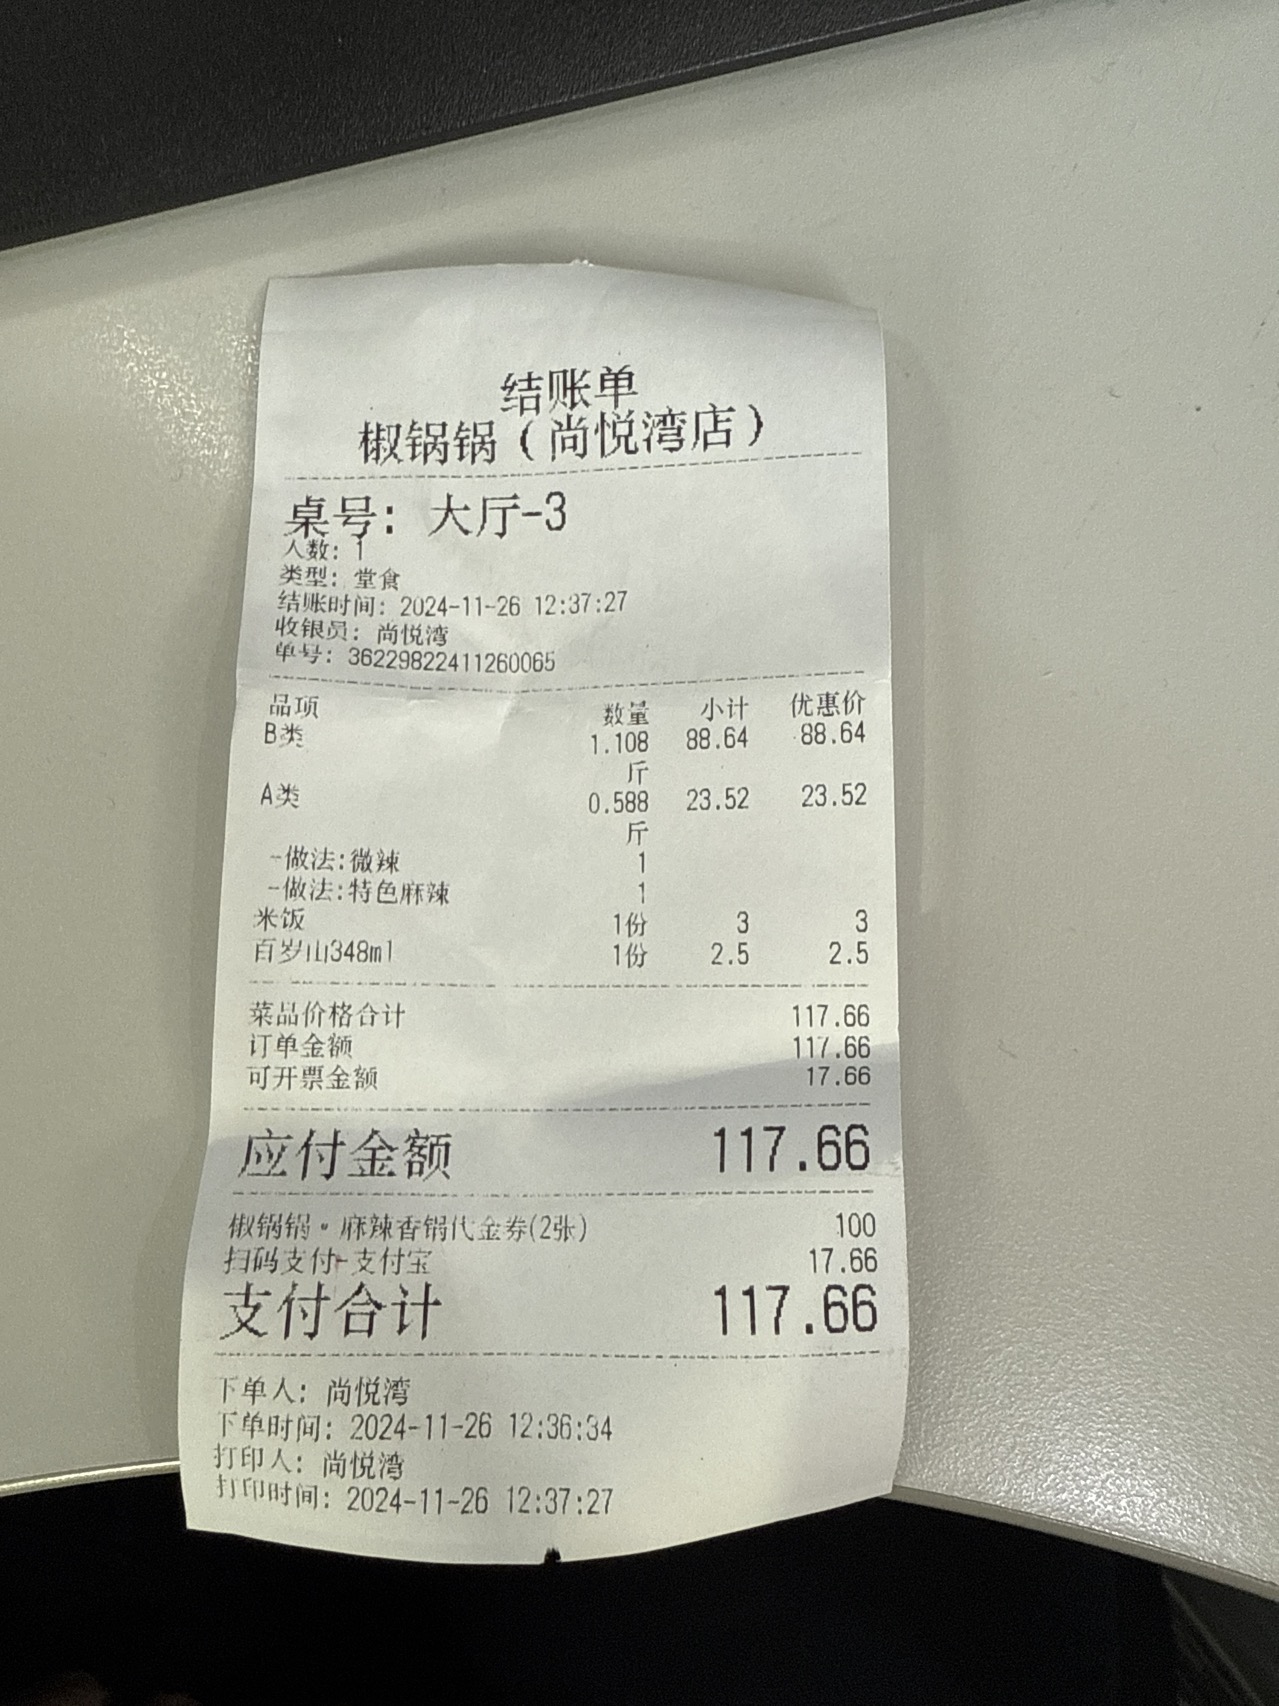 结账单
椒锅锅（尚悦湾店）
桌号： 大厅-3
人数：1
类型：堂食
结账时间：2024-11-26 12:37:27
收银员：尚悦湾
单号：362298822411260065
品项 数量 小计 优惠价
B类 1.108 88.64 88.64
斤
A类 0.588 23.52 23.52
斤
-做法:微辣 1
-做法:特色麻辣 1
米饭 1份 3 3
百岁山348ml 1份 2.5 2.5
菜品价格合计 117.66
订单金额 117.66
可开票金额 17.66
应付金额 117.66
椒锅锅•麻辣香锅代金券(2张) 100
扫码支付-支付宝 17.66
支付合计 117.66
下单人：尚悦湾
下单时间：2024-11-26 12:36:34
打印人：尚悦湾
打印时间：2024-11-26 12:37:27